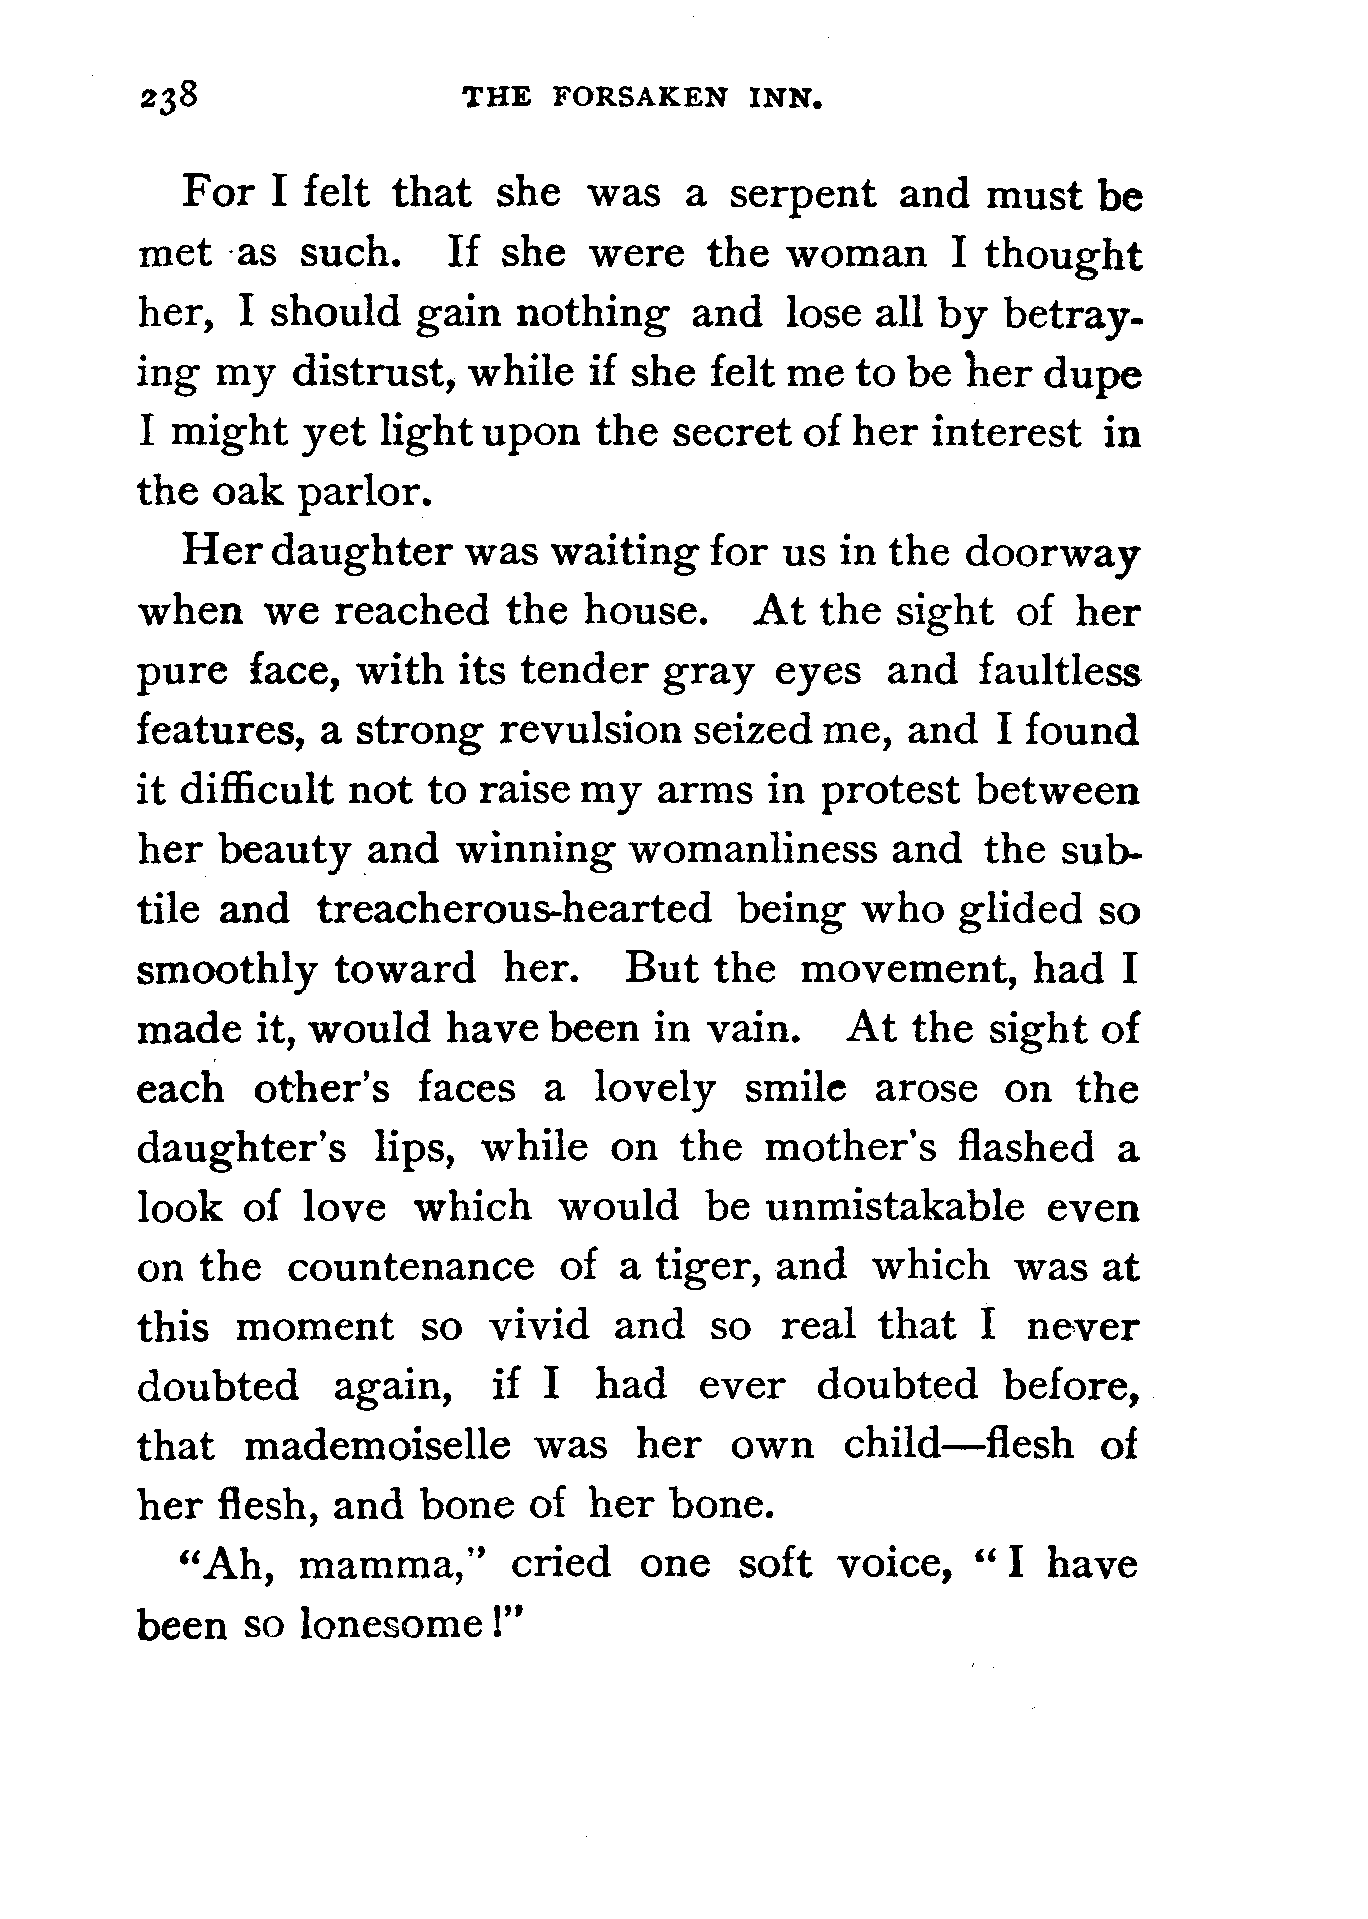 238 THE FORSAKEN INN.
For I felt that she was a serpent and must be
met as such. If she were the woman I thought
her, I should gain nothing and lose all by betray-
ing my distrust, while if she felt me to be her dupe
I might yet light upon the secret of her interest in
the oak parlor.
Her daughter was waiting for us in the doorway
when we reached the house. At the sight of her
pure face, with its tender gray eyes and faultless
features, a strong revulsion seized me, and I found
it difficult not to raise my arms in protest between
her beauty and winning womanliness and the sub-
tile and treacherous-hearted being who glided so
smoothly toward her. But the movement, had I
made it, would have been in vain. At the sight of
each other's faces a lovely smile arose on the
daughter's lips, while on the mother's flashed a
look of love which would be unmistakable even
on the countenance of a tiger, and which was at
this moment so vivid and so real that I never
doubted again, if I had ever doubted before,
that mademoiselle was her own child—flesh of
her flesh, and bone of her bone.
"Ah, mamma," cried one soft voice, "I have
been so lonesome!"